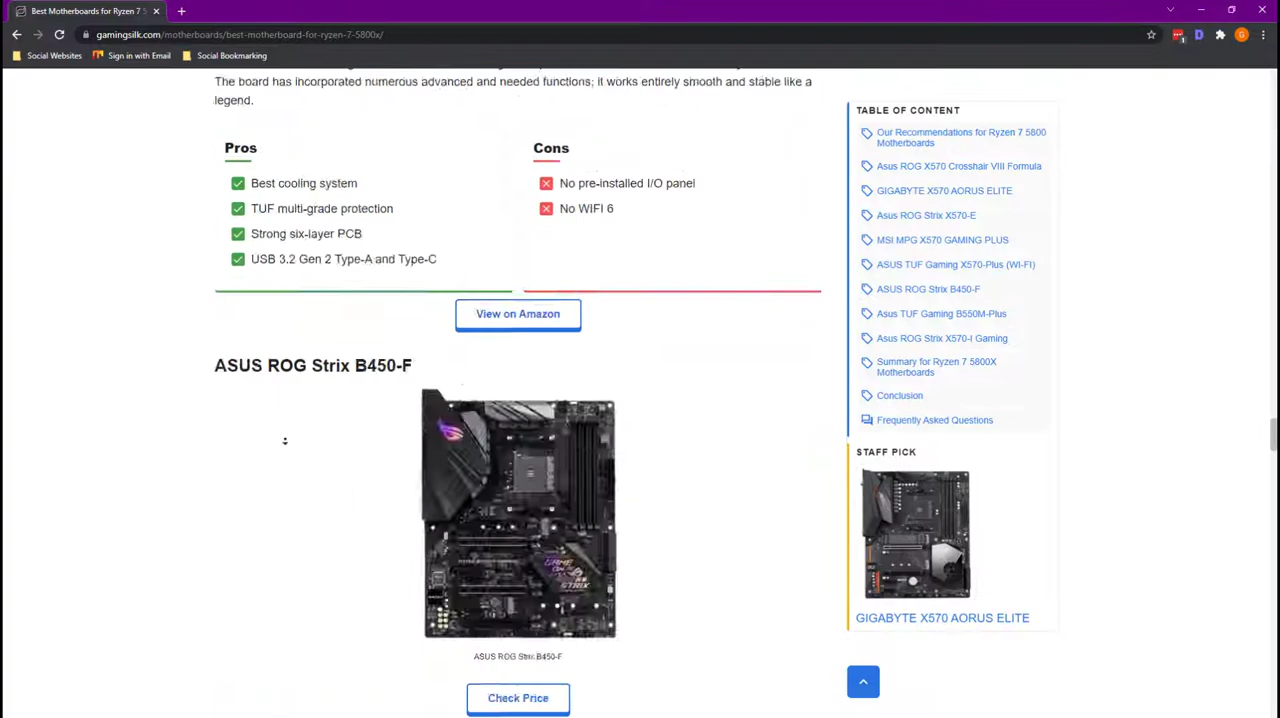 Best Motherboards for Ryzen 7 5
gamingsilk.com/motherboards/best-motherboard-for-ryzen-7-5800x/
Social Websites
Sign in with Email
Social Bookmarking
The board has incorporated numerous advanced and needed functions; it works entirely smooth and stable like a
legend.
Pros
Best cooling system
TUF multi-grade protection
Strong six-layer PCB
USB 3.2 Gen 2 Type-A and Type-C
Cons
No pre-installed I/O panel
No WIFI 6
View on Amazon
ASUS ROG Strix B450-F
ASUS ROG Strix B450-F
Check Price
TABLE OF CONTENT
Our Recommendations for Ryzen 7 5800
Motherboards
Asus ROG X570 Crosshair VIII Formula
GIGABYTE X570 AORUS ELITE
Asus ROG Strix X570-E
MSI MPG X570 GAMING PLUS
ASUS TUF Gaming X570-Plus (WI-FI)
ASUS ROG Strix B450-F
Asus TUF Gaming B550M-Plus
Asus ROG Strix X570-I Gaming
Summary for Ryzen 7 5800X
Motherboards
Conclusion
Frequently Asked Questions
STAFF PICK
GIGABYTE X570 AORUS ELITE